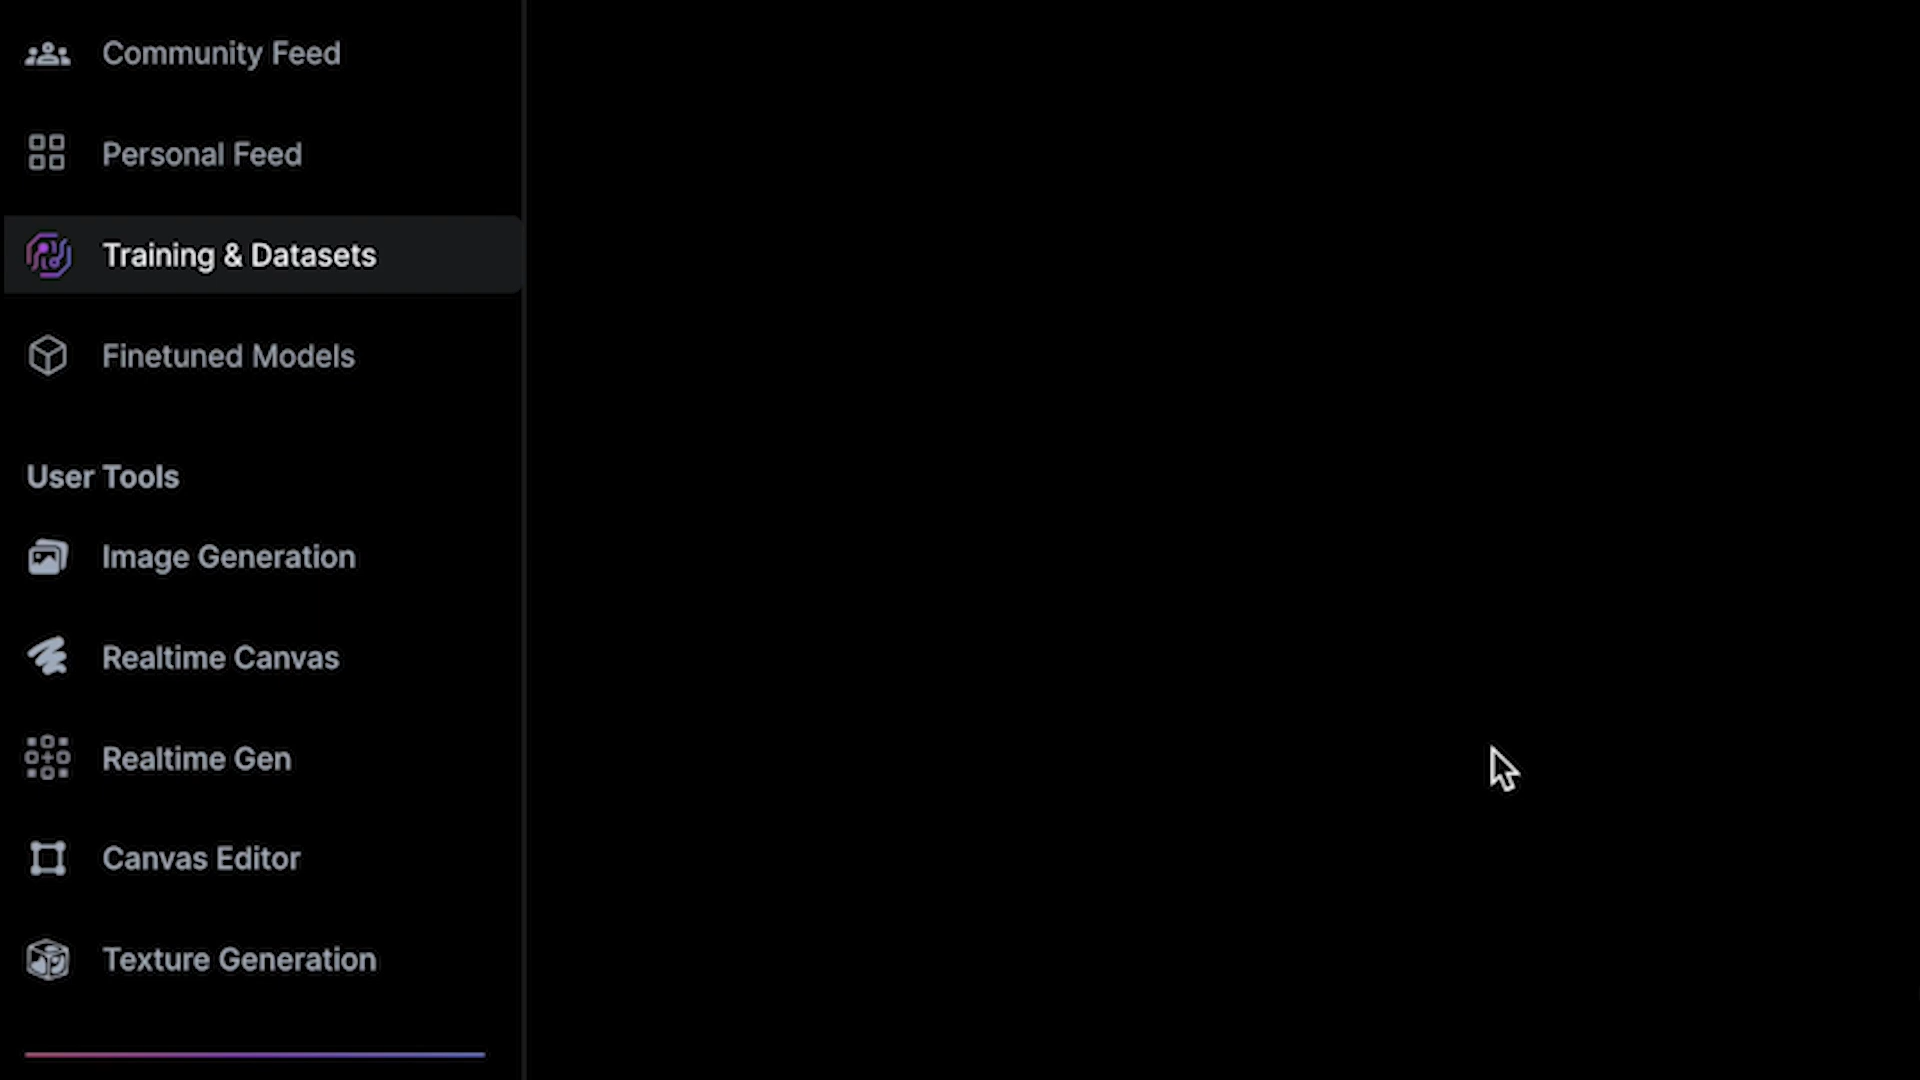 Community Feed
Personal Feed
Training & Datasets
Finetuned Models
User Tools
Image Generation
Realtime Canvas
Realtime Gen
Canvas Editor
Texture Generation